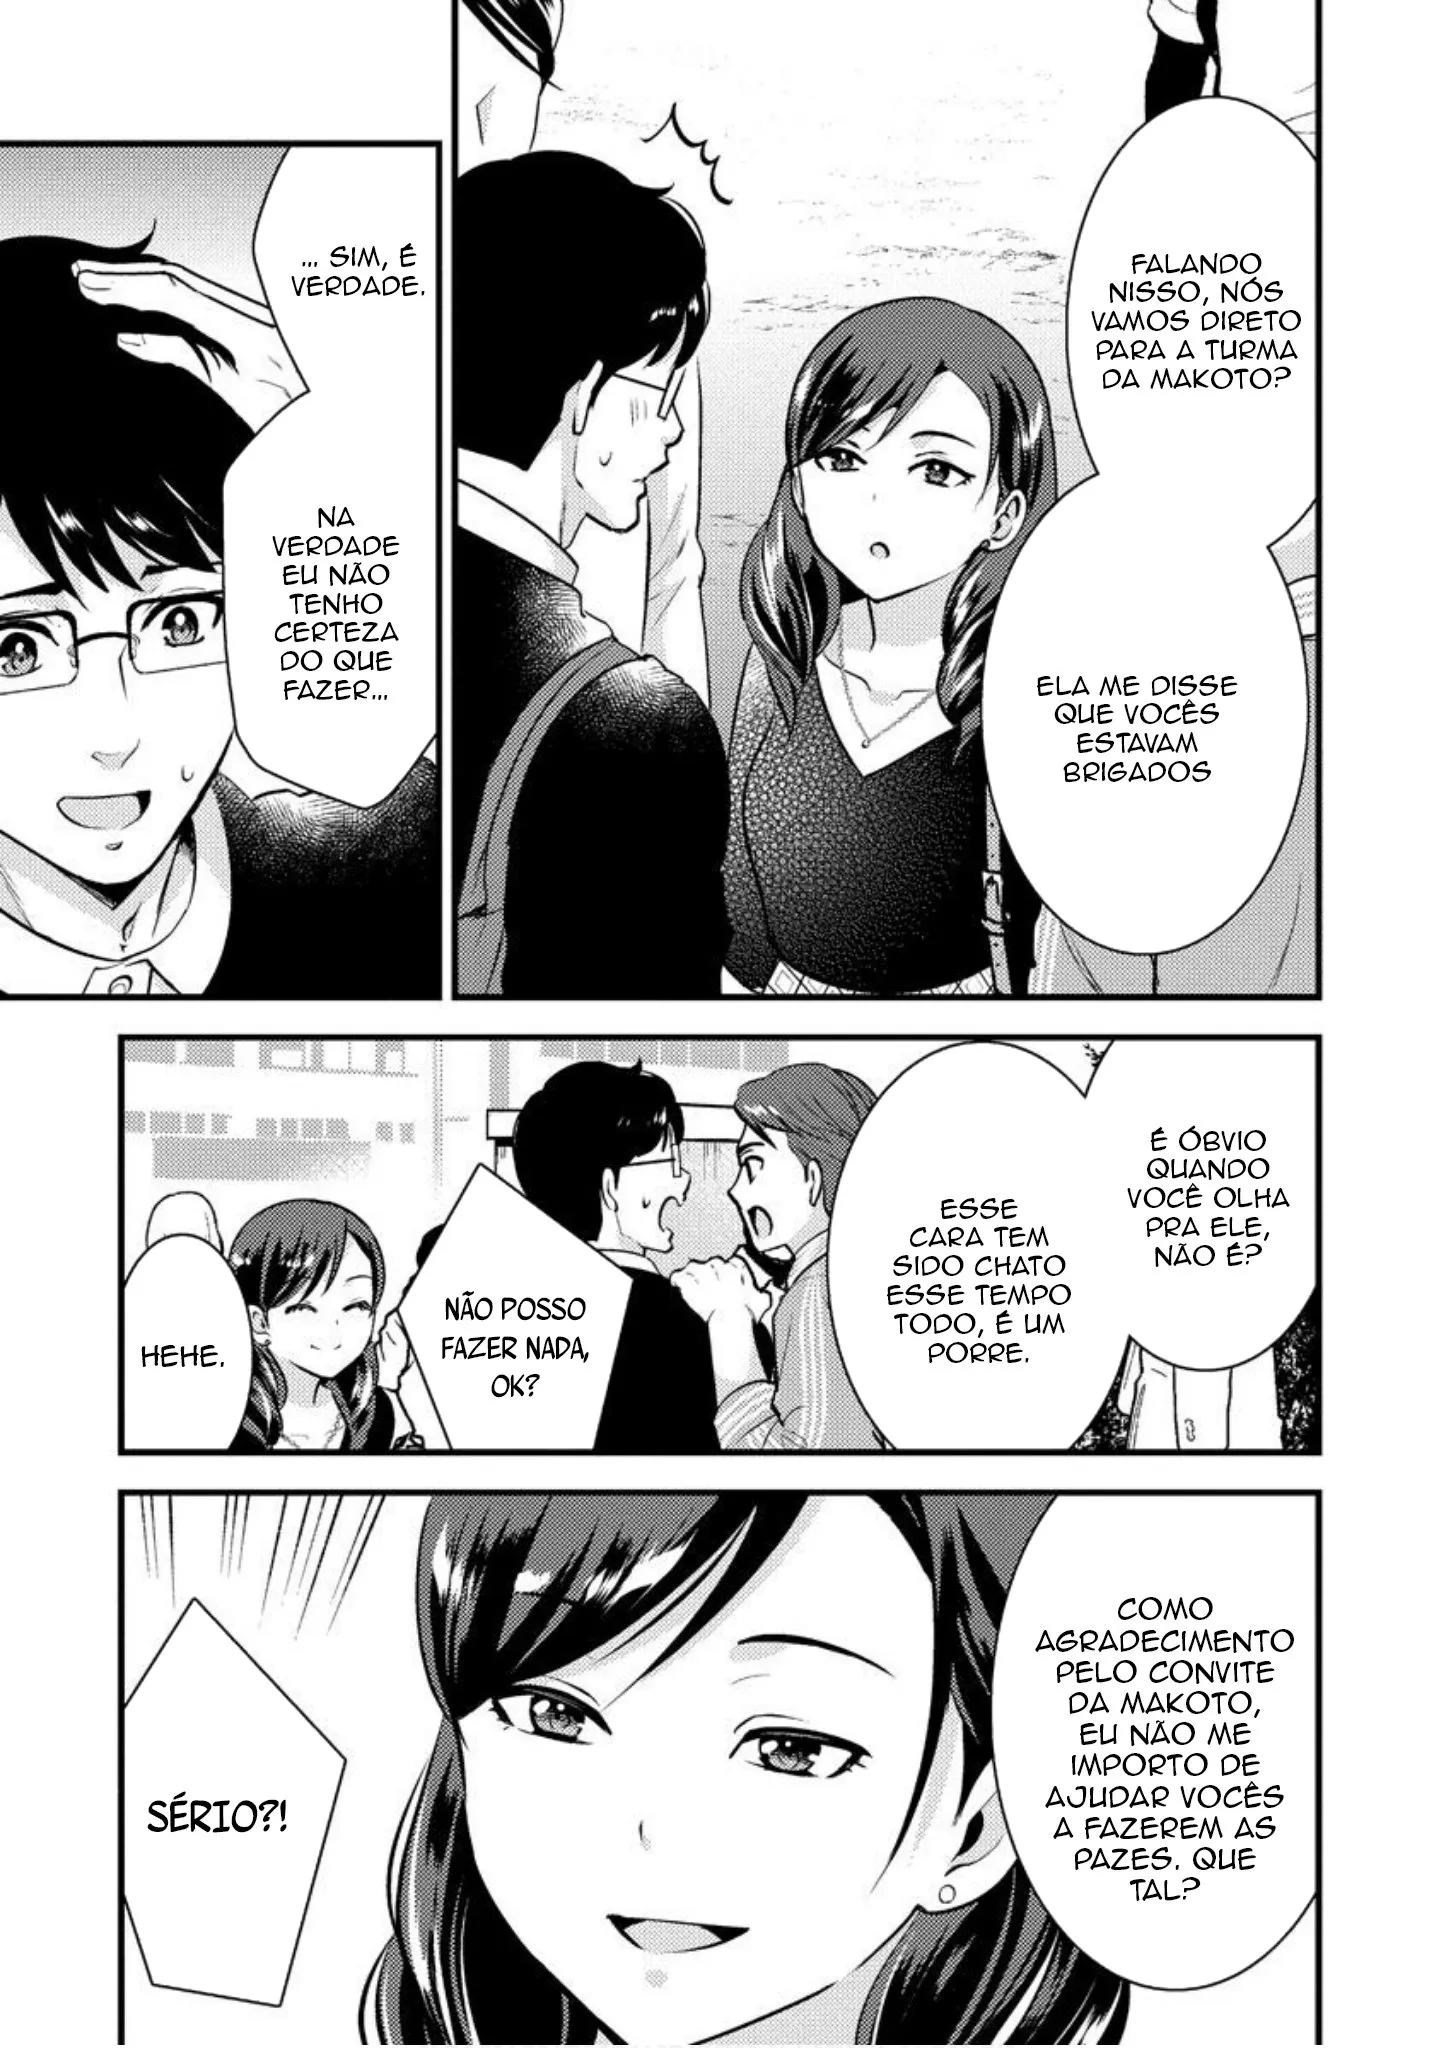 FALANDO
NISSO, NÓS
VAMOS DIRETO
PARA A TURMA
DA MAKOTO?
ELA ME DISSE
QUE VOCÊS
ESTAVAM
BRIGADOS
... SIM, É
VERDADE.
NA
VERDADE
EU NÃO
TENHO
CERTEZA
DO QUE
FAZER...
É ÓBVIO
QUANDO
VOCÊ OLHA
PRA ELE,
NÃO É?
ESSE
CARA TEM
SIDO CHATO
ESSE TEMPO
TODO, É UM
PORRE.
NÃO POSSO
FAZER NADA,
OK?
HEHE.
COMO
AGRADECIMENTO
PELO CONVITE
DA MAKOTO,
EU NÃO ME
IMPORTO DE
AJUDAR VOCÊS
A FAZEREM AS
PAZES. QUE
TAL?
SÉRIO?!